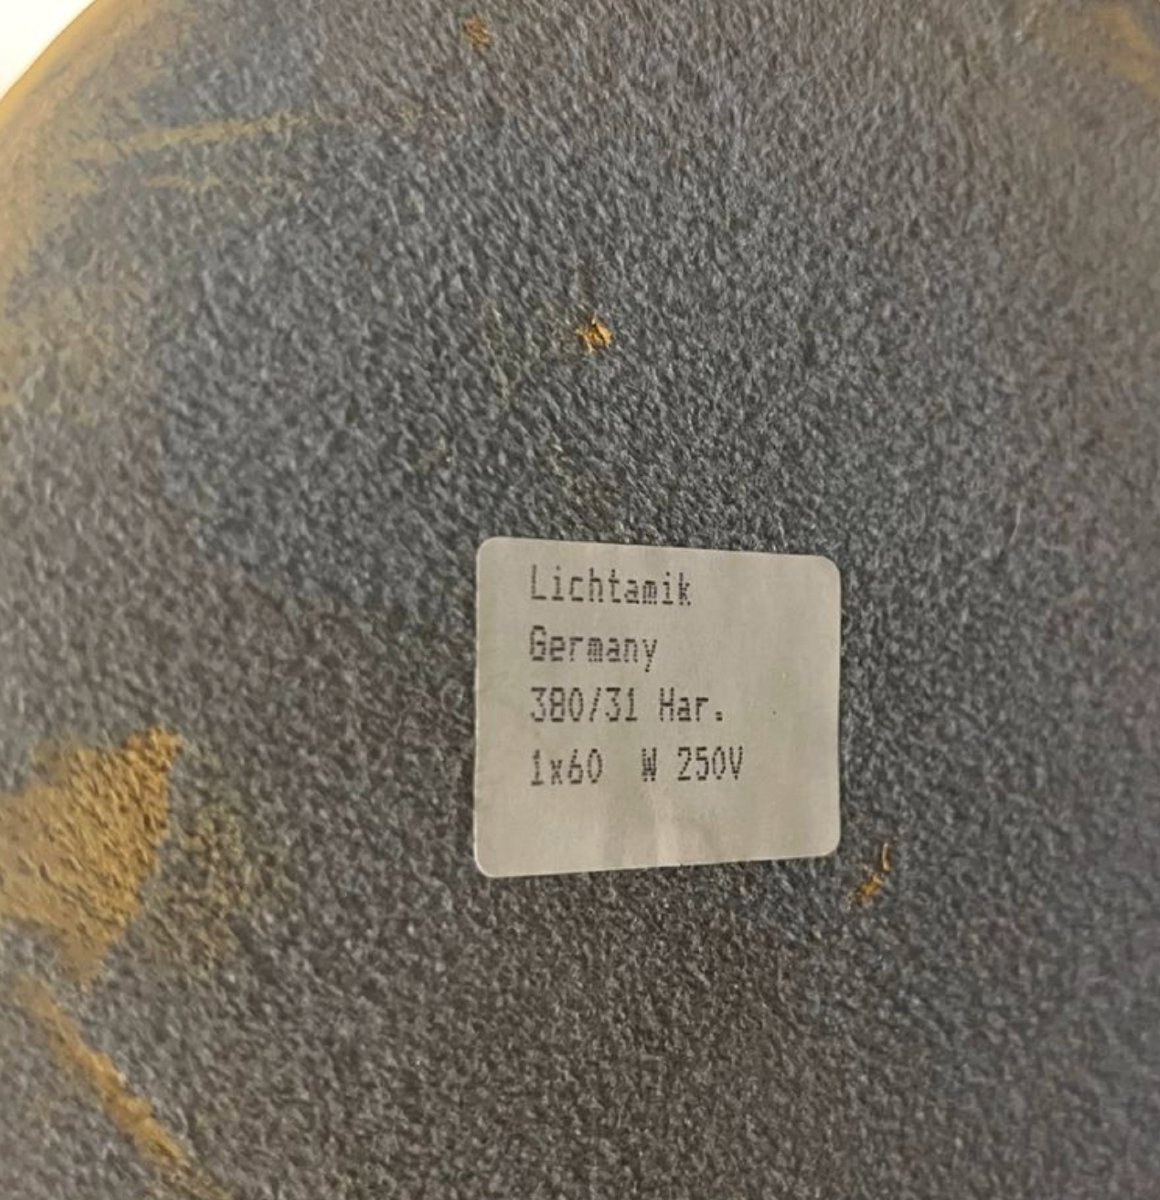 Lichtamik
Germany
380/31 Har.
1x60 W 250V